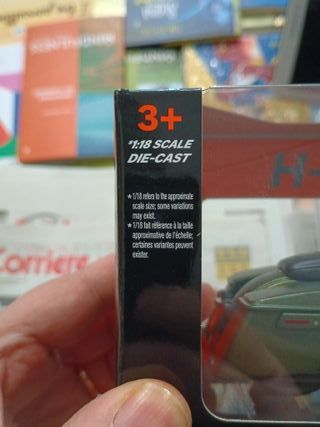 3+
*1:18 SCALE
DIE-CAST
★ 1/18 refers to the approximate
scale size; some variations
may exist.
★ 1/18 fait référence à la taille
approximative de l'échelle;
certaines variantes peuvent
exister.
H-
Corriere